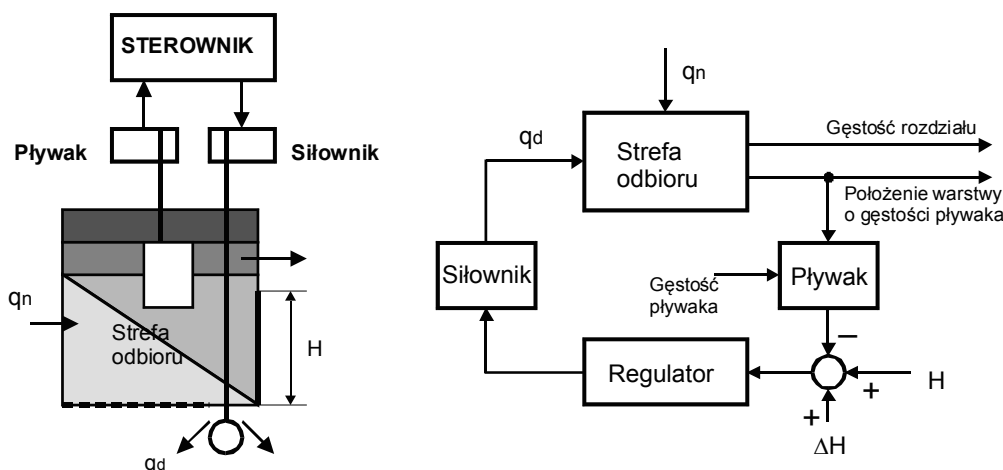 STEROWNIK
Pływak
Siłownik
qn
Strefa
odbioru
H
qd
qn
qd
Strefa
odbioru
Gęstość rozdziału
Położenie warstwy
o gęstości pływaka
Siłownik
Gęstość
pływaka
Pływak
−
Regulator
+
H
+
ΔH